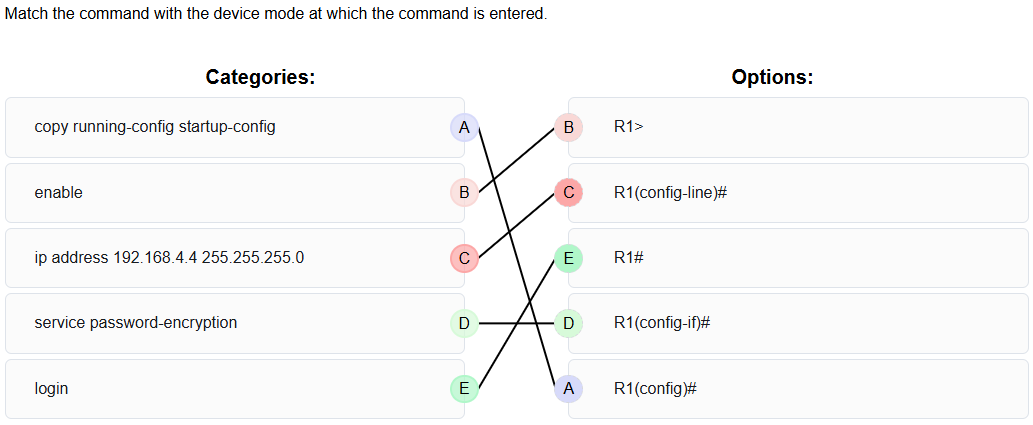 Match the command with the device mode at which the command is entered.
Categories: Options:
copy running-config startup-config A B R1>
enable B C R1(config-line)#
ip address 192.168.4.4 255.255.255.0 C E R1#
service password-encryption D D R1(config-if)#
login E A R1(config)#